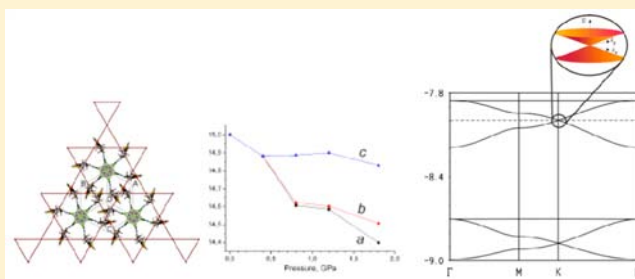 B
A
D
C
15,0
14,9
14,8
14,7
14,6
14,5
14,4
0.0
0.5
1.0
1.5
2.0
Pressure, GPa
c
b
a
E
-7.8
-8.4
-9.0
Γ
M
K